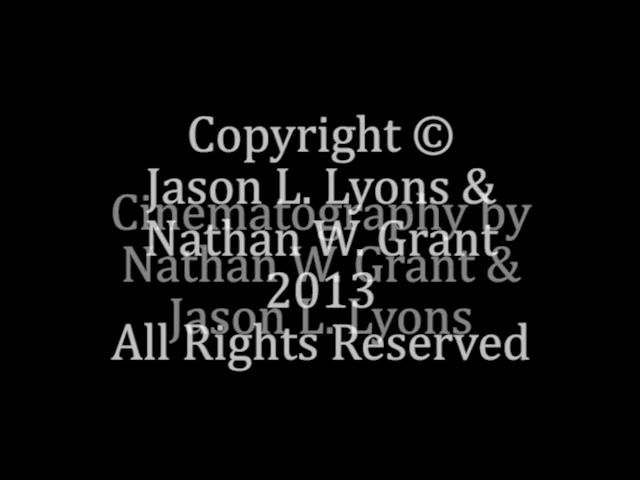 Copyright ©
Jason L. Lyons &
Nathan W. Grant
2013
All Rights Reserved
Cinematography by
Nathan W. Grant &
Jason L. Lyons